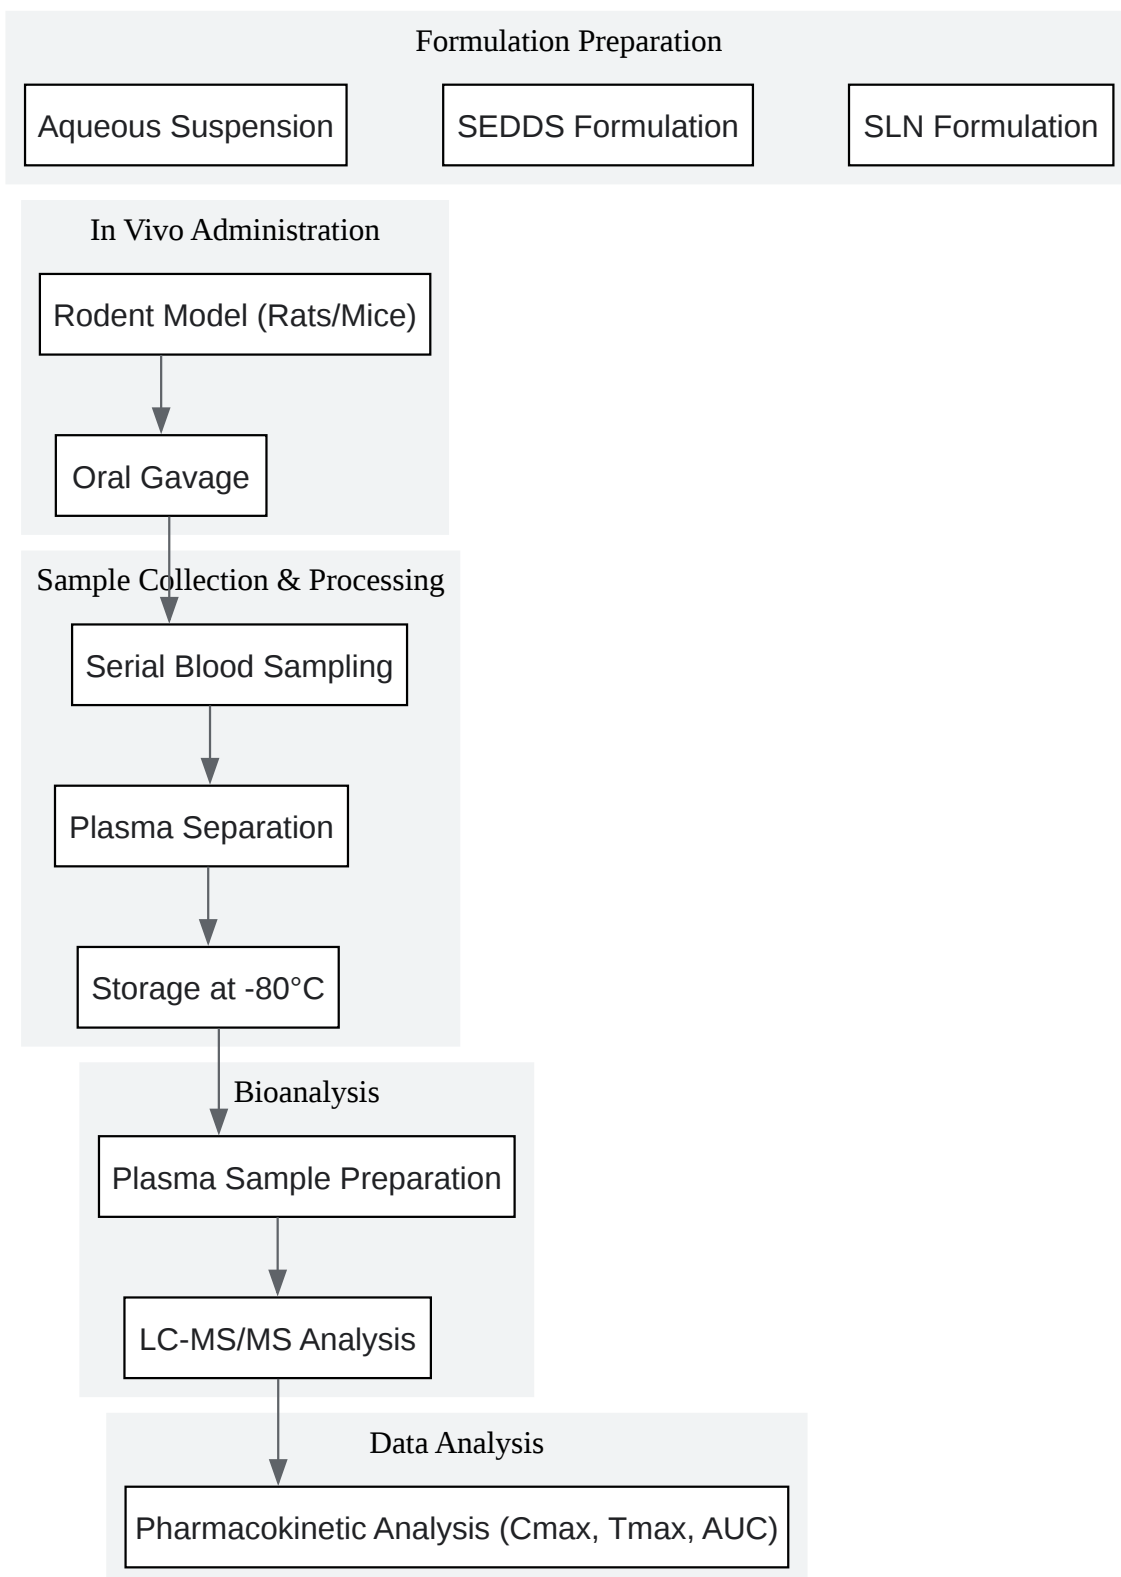 Formulation Preparation
Aqueous Suspension
SEDDS Formulation
SLN Formulation
In Vivo Administration
Rodent Model (Rats/Mice)
Oral Gavage
Sample Collection & Processing
Serial Blood Sampling
Plasma Separation
Storage at -80°C
Bioanalysis
Plasma Sample Preparation
LC-MS/MS Analysis
Data Analysis
Pharmacokinetic Analysis (Cmax, Tmax, AUC)